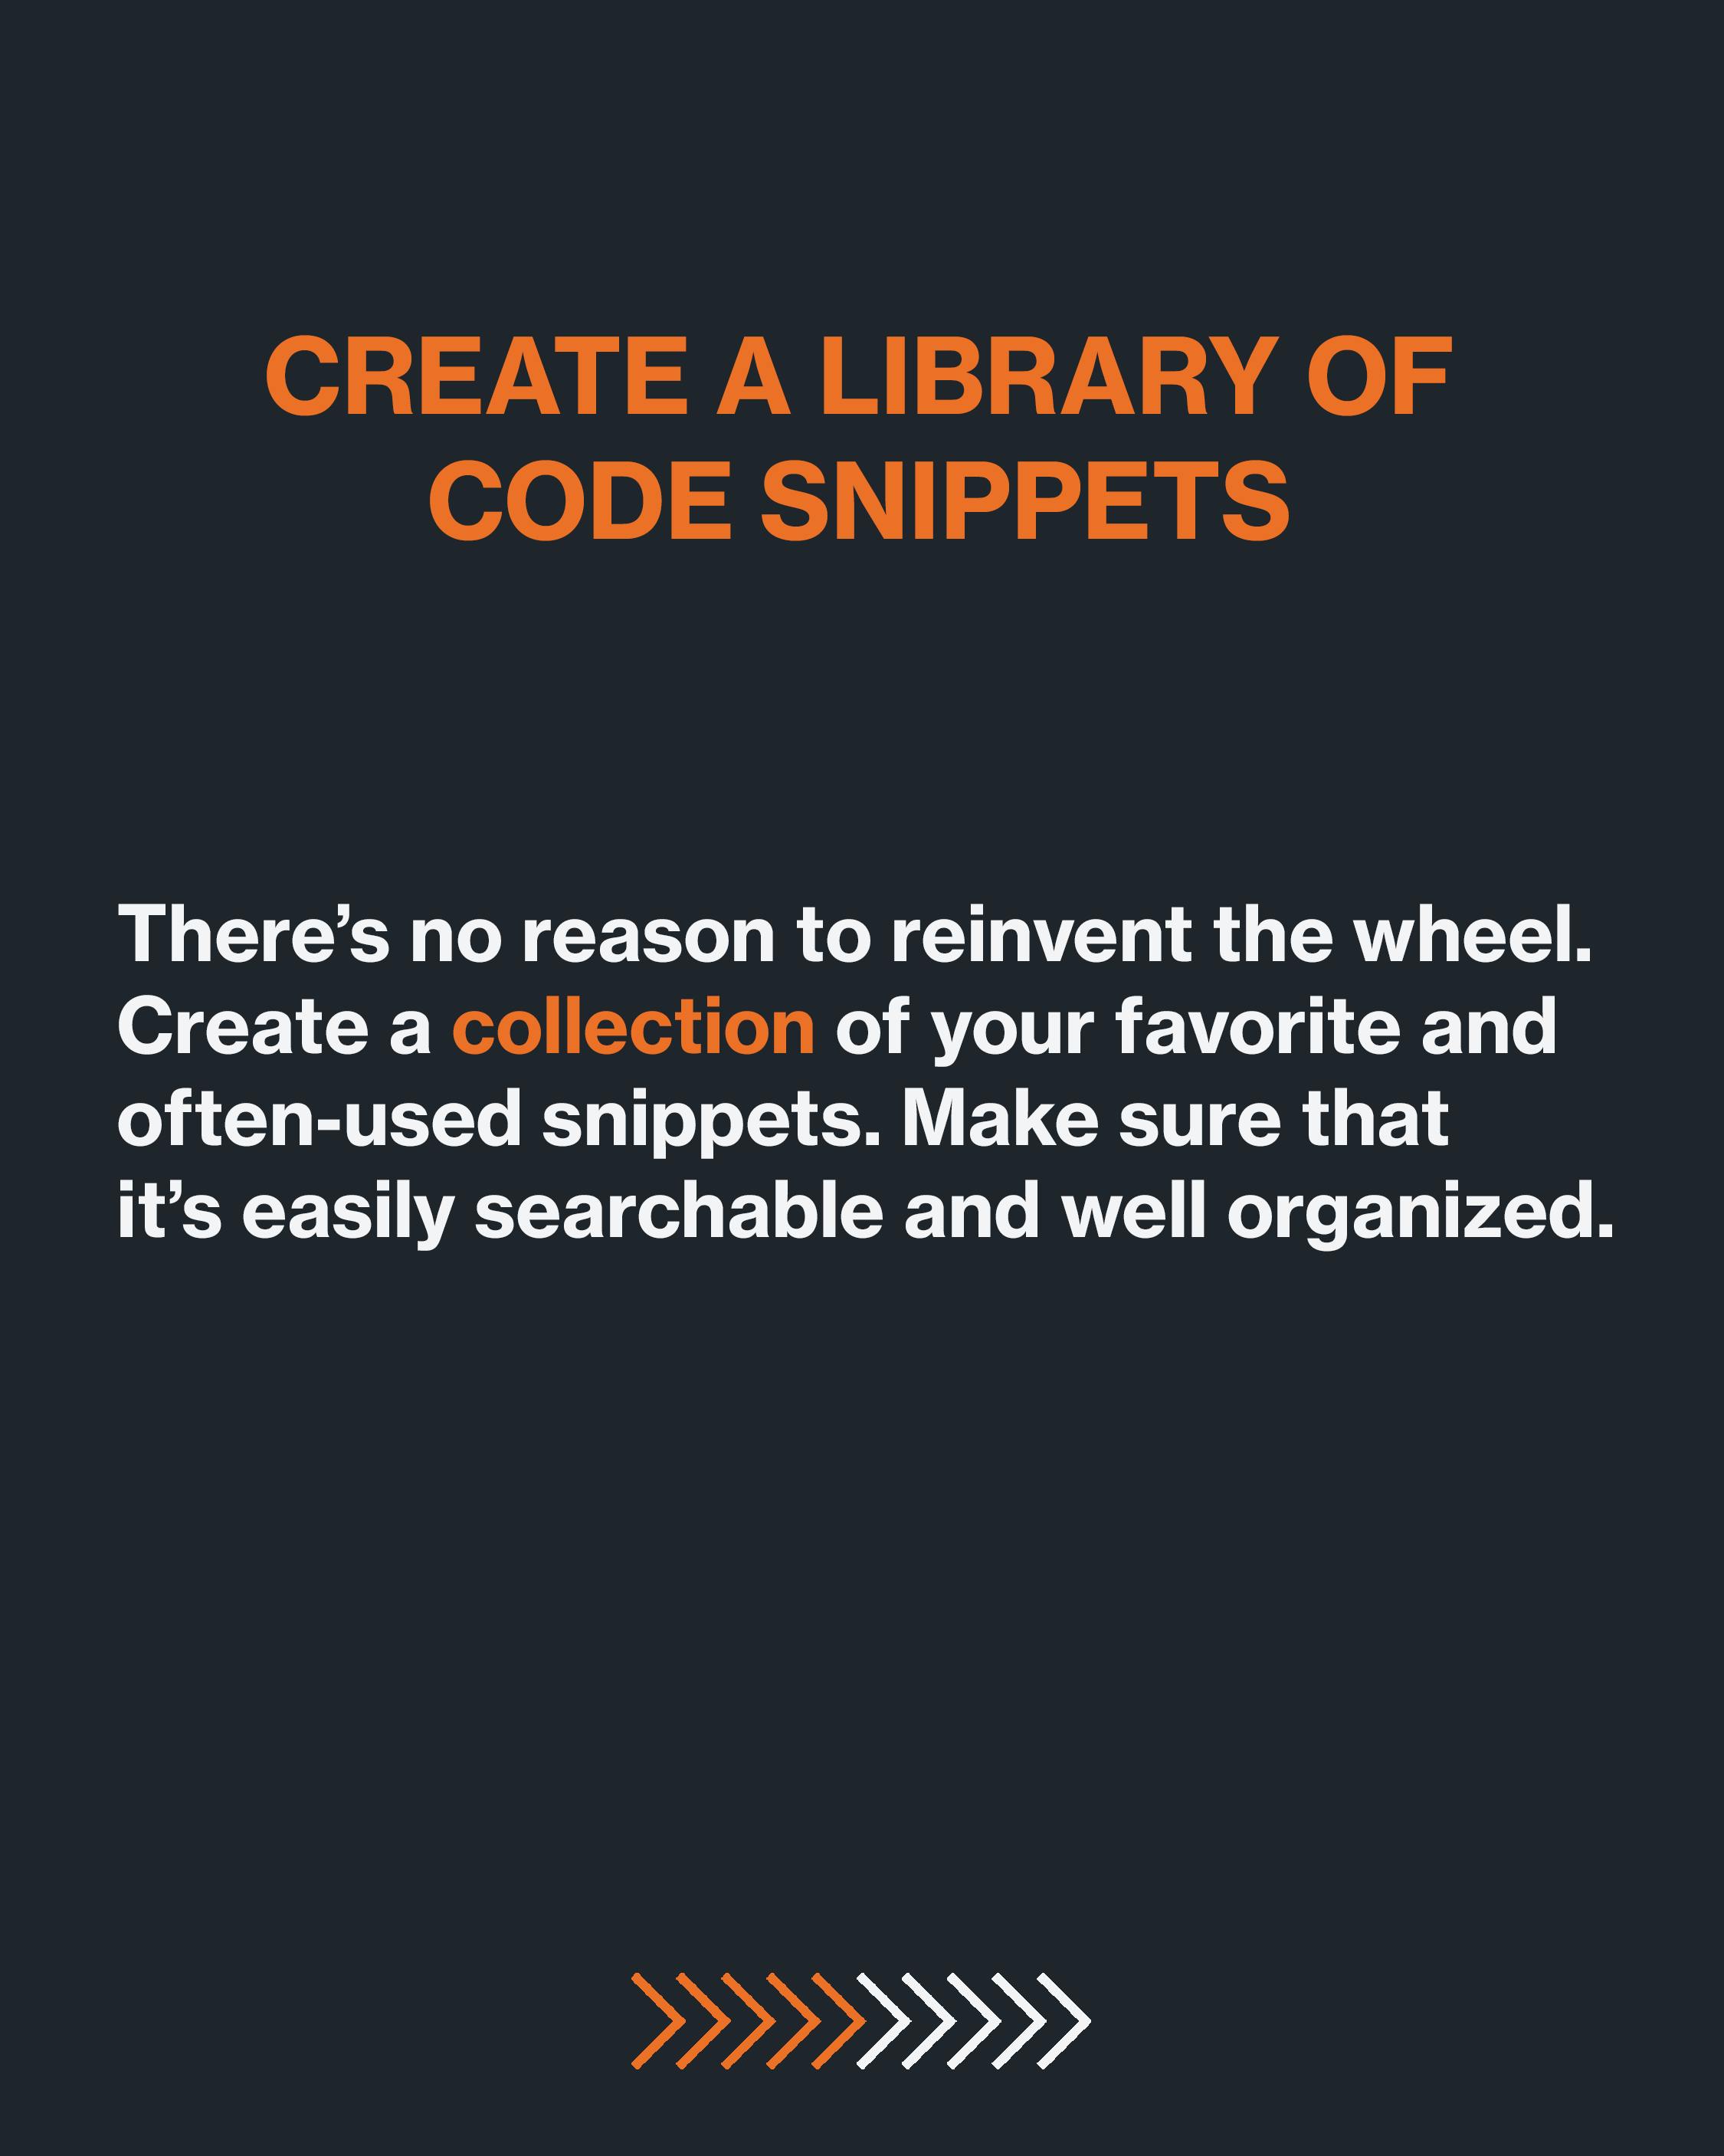 CREATE A LIBRARY OF
CODE SNIPPETS
There’s no reason to reinvent the wheel.
Create a collection of your favorite and
often-used snippets. Make sure that
it’s easily searchable and well organized.